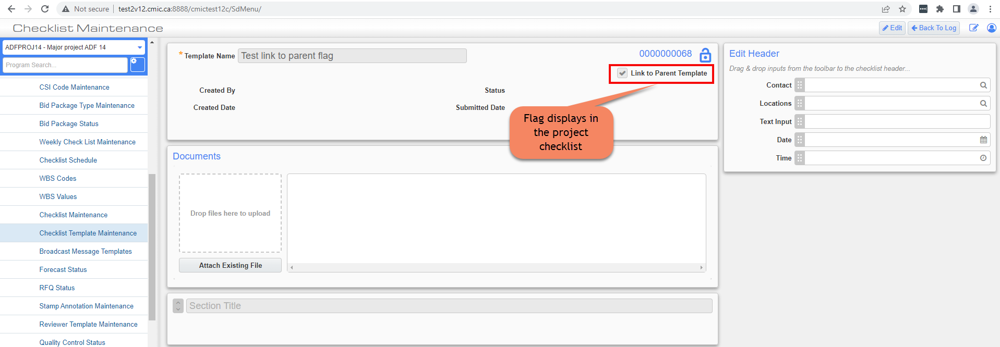 Not secure
test2v12.cmic.ca:8888/cmictest12c/SdMenu/
Checklist Maintenance
Edit
Back To Log
ADFPROJ14 - Major project ADF 14
Program Search...
CSI Code Maintenance
Bid Package Type Maintenance
Bid Package Status
Weekly Check List Maintenance
Checklist Schedule
WBS Codes
WBS Values
Checklist Maintenance
Checklist Template Maintenance
Broadcast Message Templates
Forecast Status
RFQ Status
Stamp Annotation Maintenance
Reviewer Template Maintenance
Quality Control Status
* Template Name
Test link to parent flag
0000000068
Link to Parent Template
Created By
Status
Created Date
Submitted Date
Flag displays in
the project
checklist
Documents
Drop files here to upload
Attach Existing File
Section Title
Edit Header
Drag & drop inputs from the toolbar to the checklist header...
Contact
Locations
Text Input
Date
Time